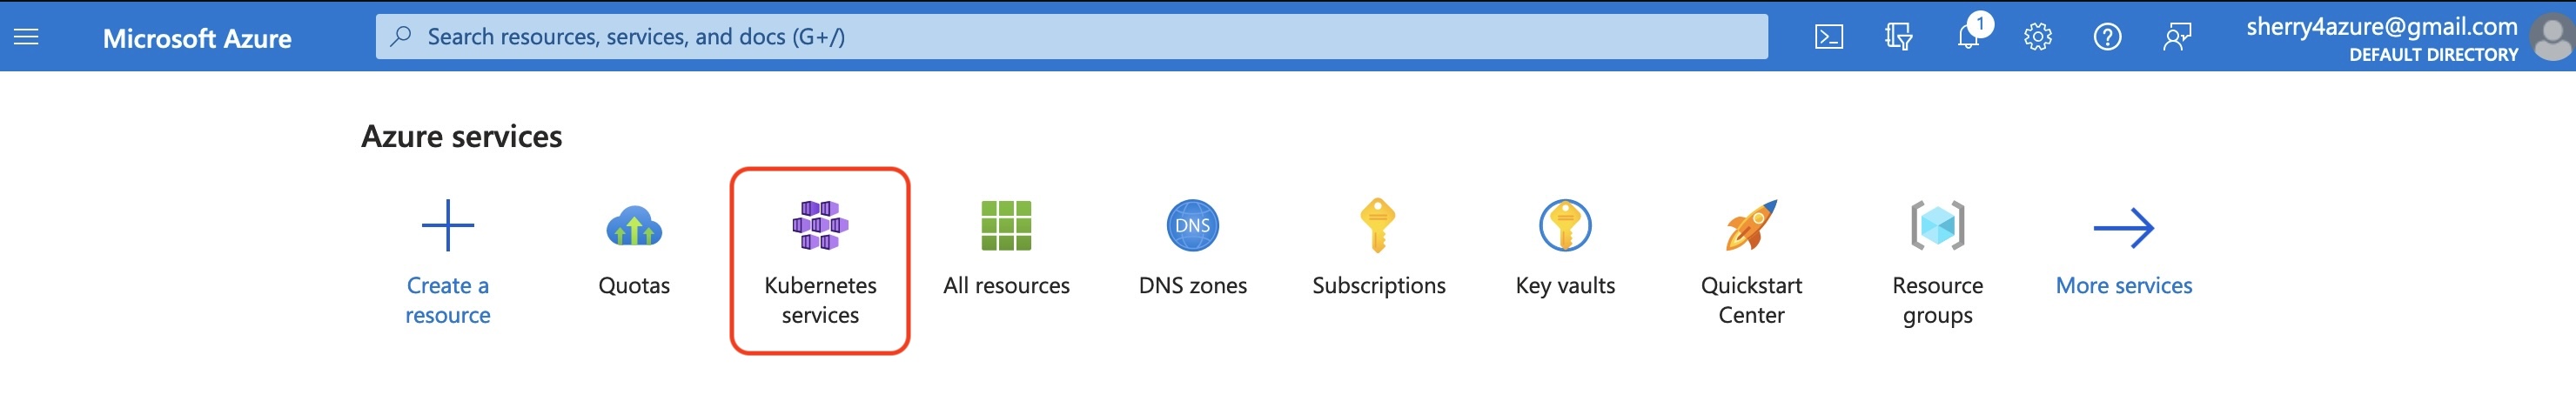 Microsoft Azure
Search resources, services, and docs (G+/)
1
sherry4azure@gmail.com
DEFAULT DIRECTORY
Azure services
Create a
resource
Quotas
Kubernetes
services
All resources
DNS
DNS zones
Subscriptions
Key vaults
Quickstart
Center
Resource
groups
More services